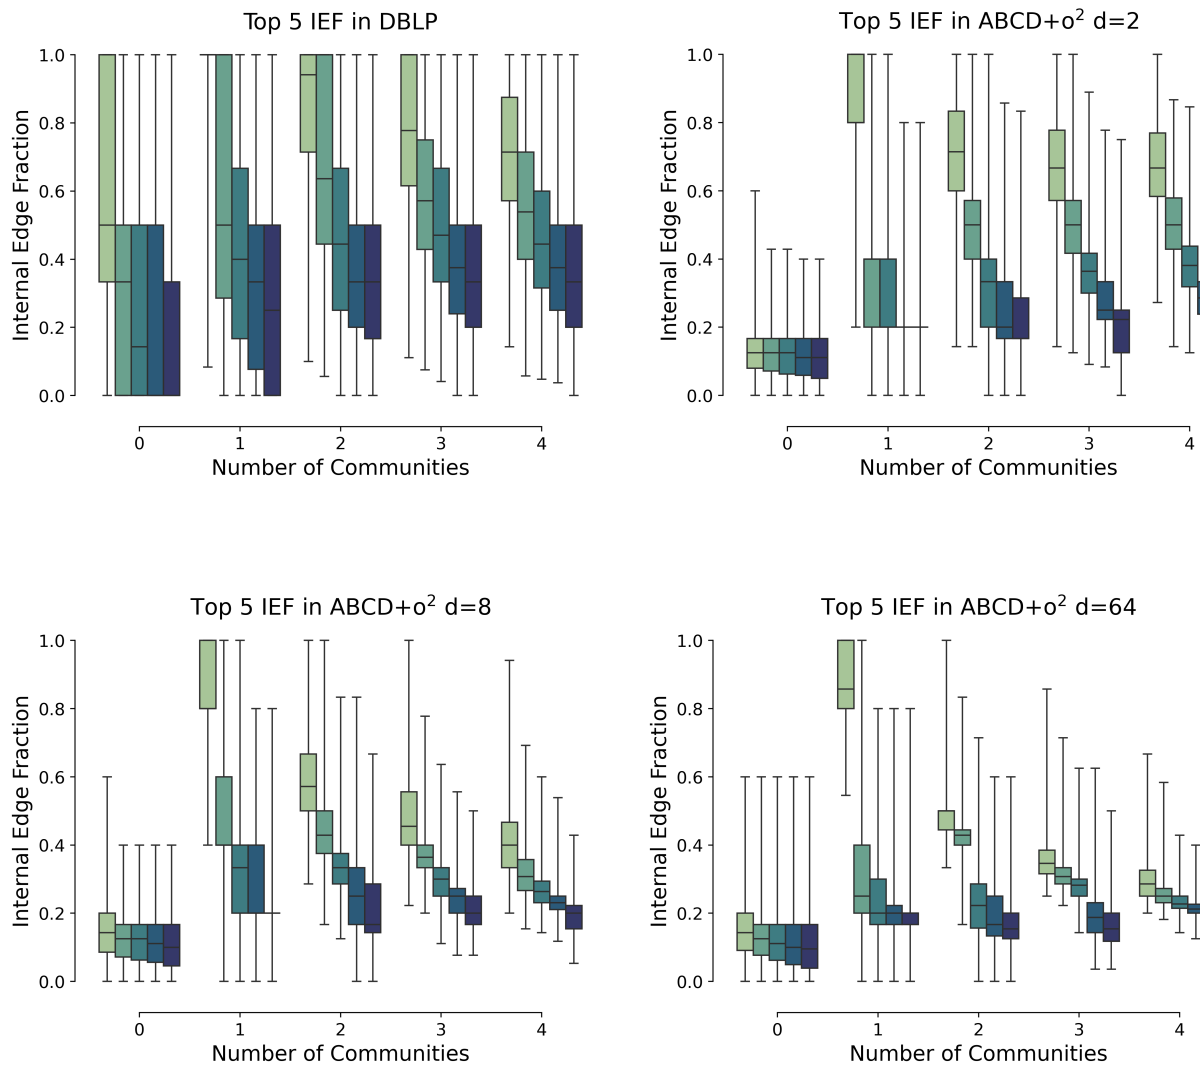 Top 5 IEF in DBLP
Internal Edge Fraction
1.0
0.8
0.6
0.4
0.2
0.0
0 1 2 3 4
Number of Communities
Top 5 IEF in ABCD+o² d=2
Internal Edge Fraction
1.0
0.8
0.6
0.4
0.2
0.0
0 1 2 3 4
Number of Communities
Top 5 IEF in ABCD+o² d=8
Internal Edge Fraction
1.0
0.8
0.6
0.4
0.2
0.0
0 1 2 3 4
Number of Communities
Top 5 IEF in ABCD+o² d=64
Internal Edge Fraction
1.0
0.8
0.6
0.4
0.2
0.0
0 1 2 3 4
Number of Communities